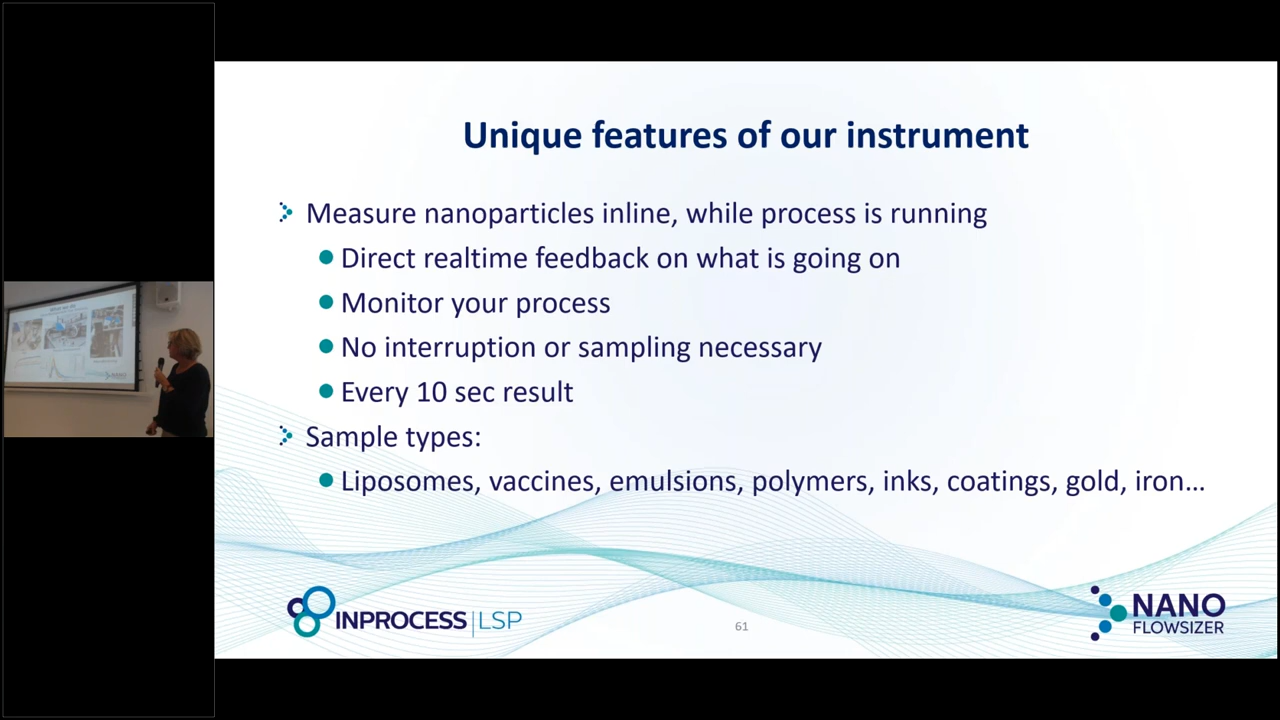 Unique features of our instrument
Measure nanoparticles inline, while process is running
Direct realtime feedback on what is going on
Monitor your process
No interruption or sampling necessary
Every 10 sec result
Sample types:
Liposomes, vaccines, emulsions, polymers, inks, coatings, gold, iron...
INPROCESS|LSP
61
NANO
FLOWSIZER